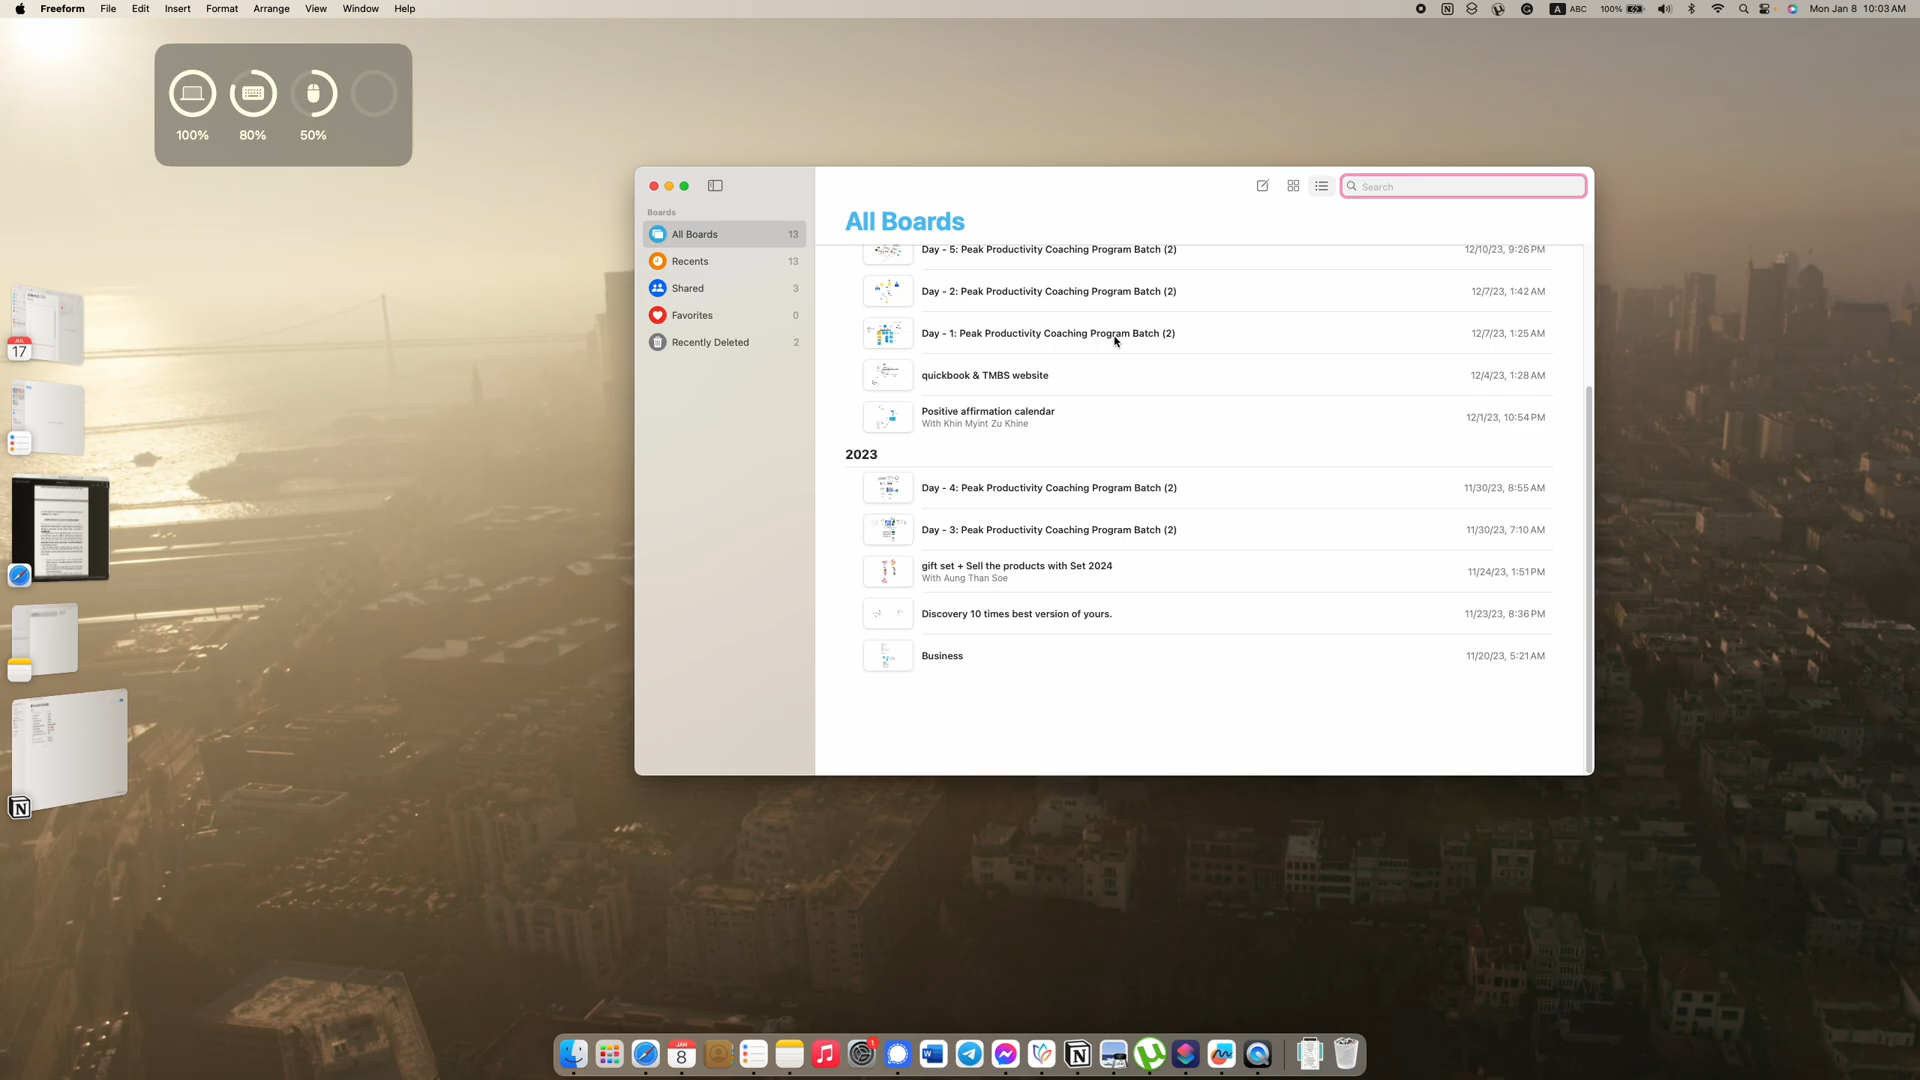 Freeform File Edit Insert Format Arrange View Window Help
A ABC 100% Mon Jan 8 10:03 AM
100% 80% 50%
Search
Boards
All Boards 13
Recents 13
Shared 3
Favorites 0
Recently Deleted 2
All Boards
Day - 5: Peak Productivity Coaching Program Batch (2) 12/10/23, 9:26 PM
Day - 2: Peak Productivity Coaching Program Batch (2) 12/7/23, 1:42 AM
Day - 1: Peak Productivity Coaching Program Batch (2) 12/7/23, 1:25 AM
quickbook & TMBS website 12/4/23, 1:28 AM
Positive affirmation calendar 12/1/23, 10:54 PM
With Khin Myint Zu Khine
2023
Day - 4: Peak Productivity Coaching Program Batch (2) 11/30/23, 8:55 AM
Day - 3: Peak Productivity Coaching Program Batch (2) 11/30/23, 7:10 AM
gift set + Sell the products with Set 2024 11/24/23, 1:51 PM
With Aung Than Soe
Discovery 10 times best version of yours. 11/23/23, 8:36 PM
Business 11/20/23, 5:21 AM
JUL
17
N
JAN
8
1
W
N